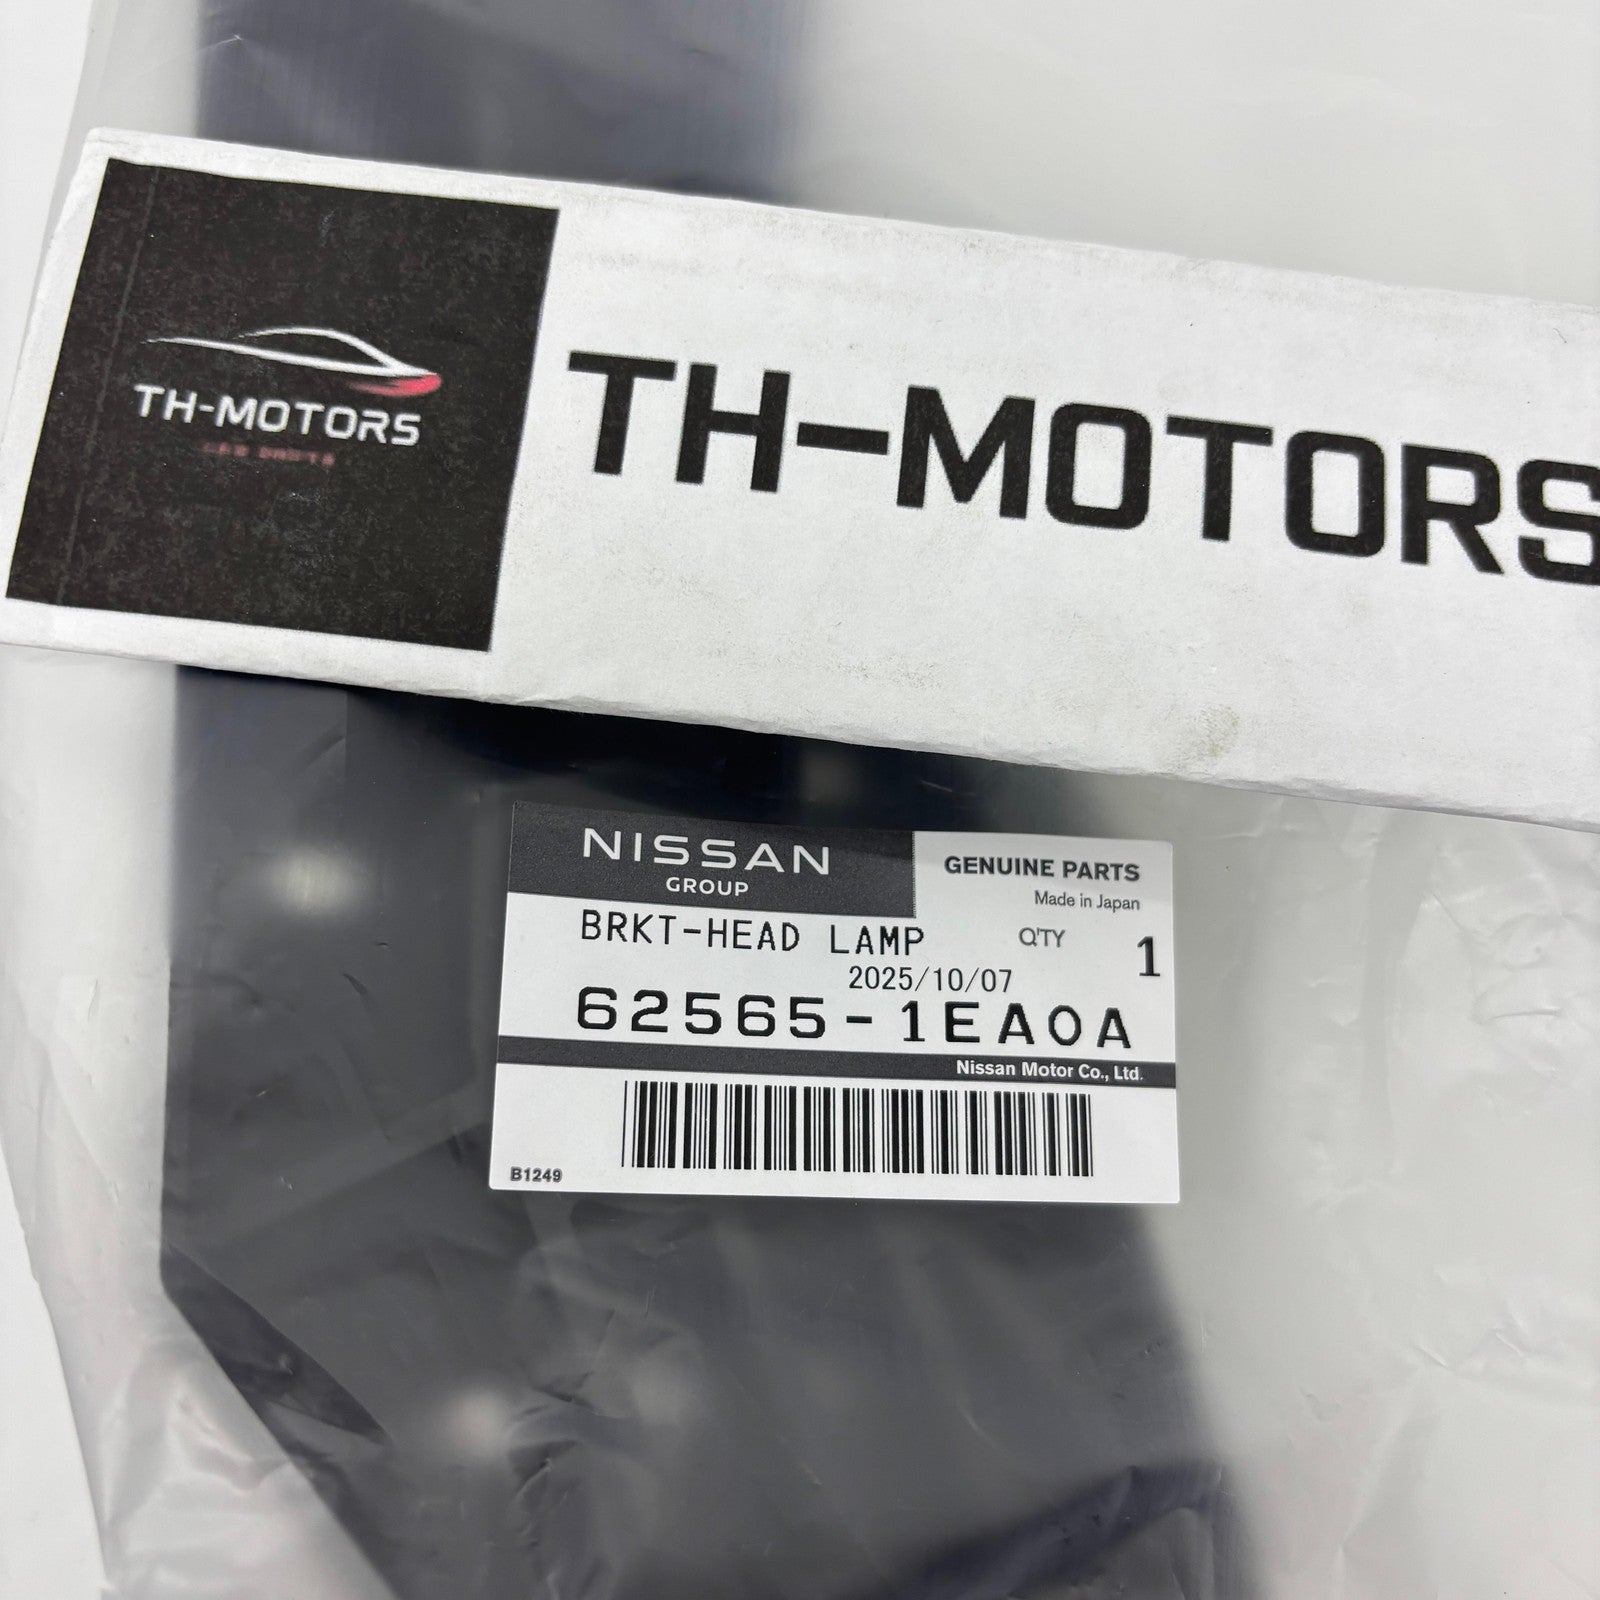 TH-MOTORS
TH-MOTORS
NISSAN
GROUP
GENUINE PARTS
Made in Japan
BRKT-HEAD LAMP
Q'TY 1
2025/10/07
62565-1EA0A
Nissan Motor Co., Ltd.
B1249